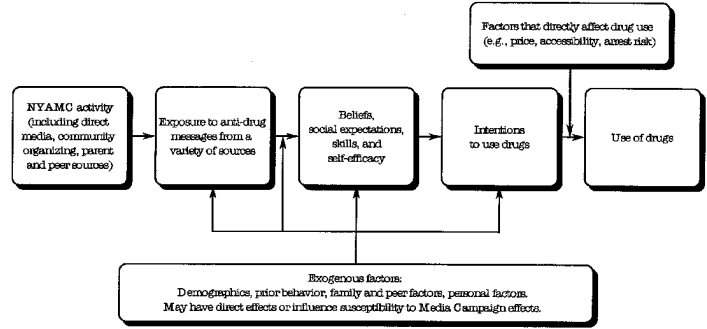 Factors that directly affect drug use
(e.g., price, accessibility, arrest risk)
NYAMC activity
(including direct
media, community
organizing, parent
and peer sources)
Exposure to anti-drug
messages from a
variety of sources
Beliefs,
social expectations,
skills, and
self-efficacy
Intentions
to use drugs
Use of drugs
Exogenous factors:
Demographics, prior behavior, family and peer factors, personal factors.
May have direct effects or influence susceptibility to Media Campaign effects.